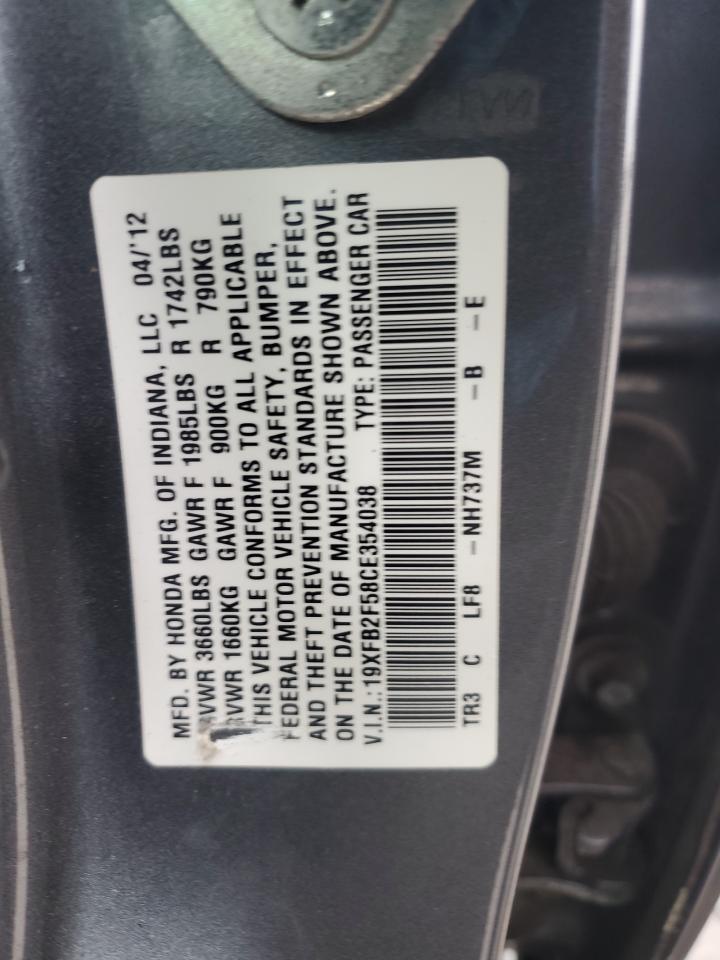 MFD. BY HONDA MFG. OF INDIANA, LLC 04/'12
VWR 3660LBS GAWR F 1985LBS R 1742LBS
VWR 1660KG GAWR F 900KG R 790KG
THIS VEHICLE CONFORMS TO ALL APPLICABLE
FEDERAL MOTOR VEHICLE SAFETY, BUMPER,
AND THEFT PREVENTION STANDARDS IN EFFECT
ON THE DATE OF MANUFACTURE SHOWN ABOVE.
V.I.N.:19XFB2F58CE354038 TYPE: PASSENGER CAR
TR3 C LF8 -NH737M -B -E